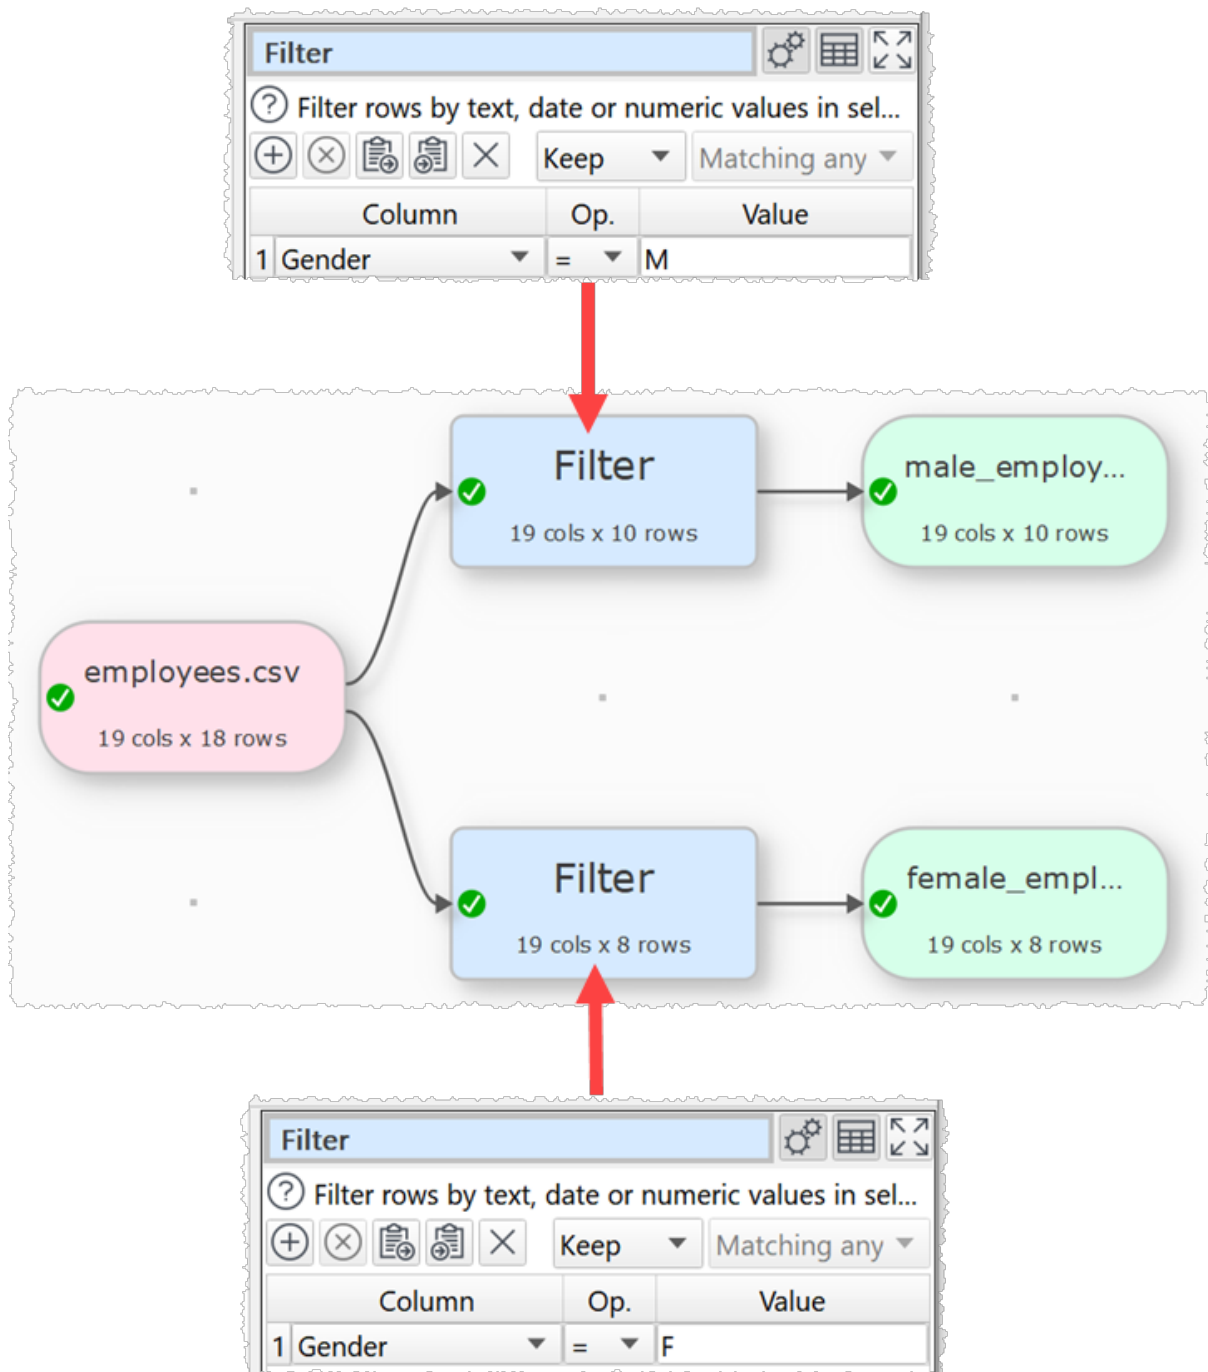 Filter
Filter rows by text, date or numeric values in sel...
Keep Matching any
Column Op. Value
1 Gender = M
Filter
19 cols x 10 rows
male_employ...
19 cols x 10 rows
employees.csv
19 cols x 18 rows
Filter
19 cols x 8 rows
female_empl...
19 cols x 8 rows
Filter
Filter rows by text, date or numeric values in sel...
Keep Matching any
Column Op. Value
1 Gender = F